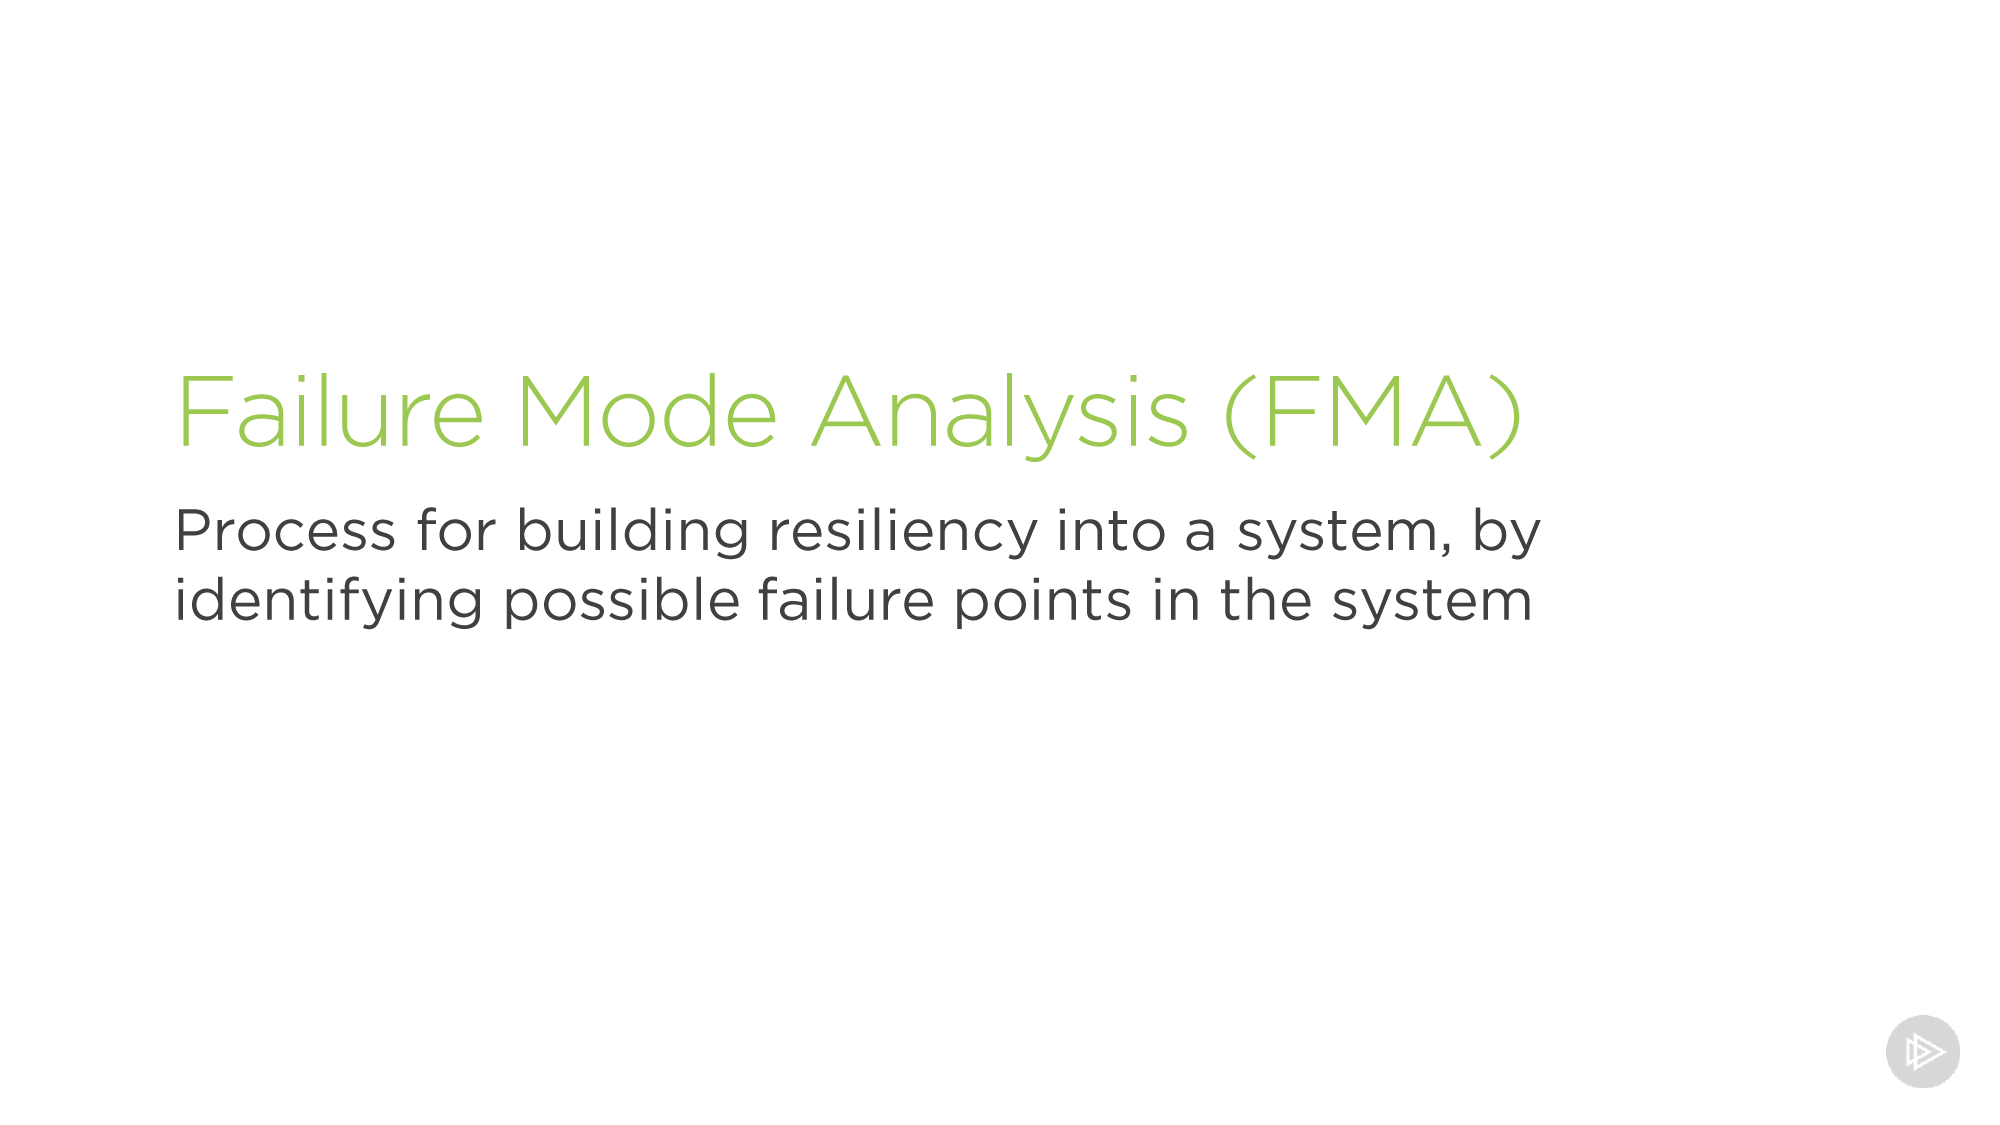 Failure Mode Analysis (FMA)
Process for building resiliency into a system, by
identifying possible failure points in the system